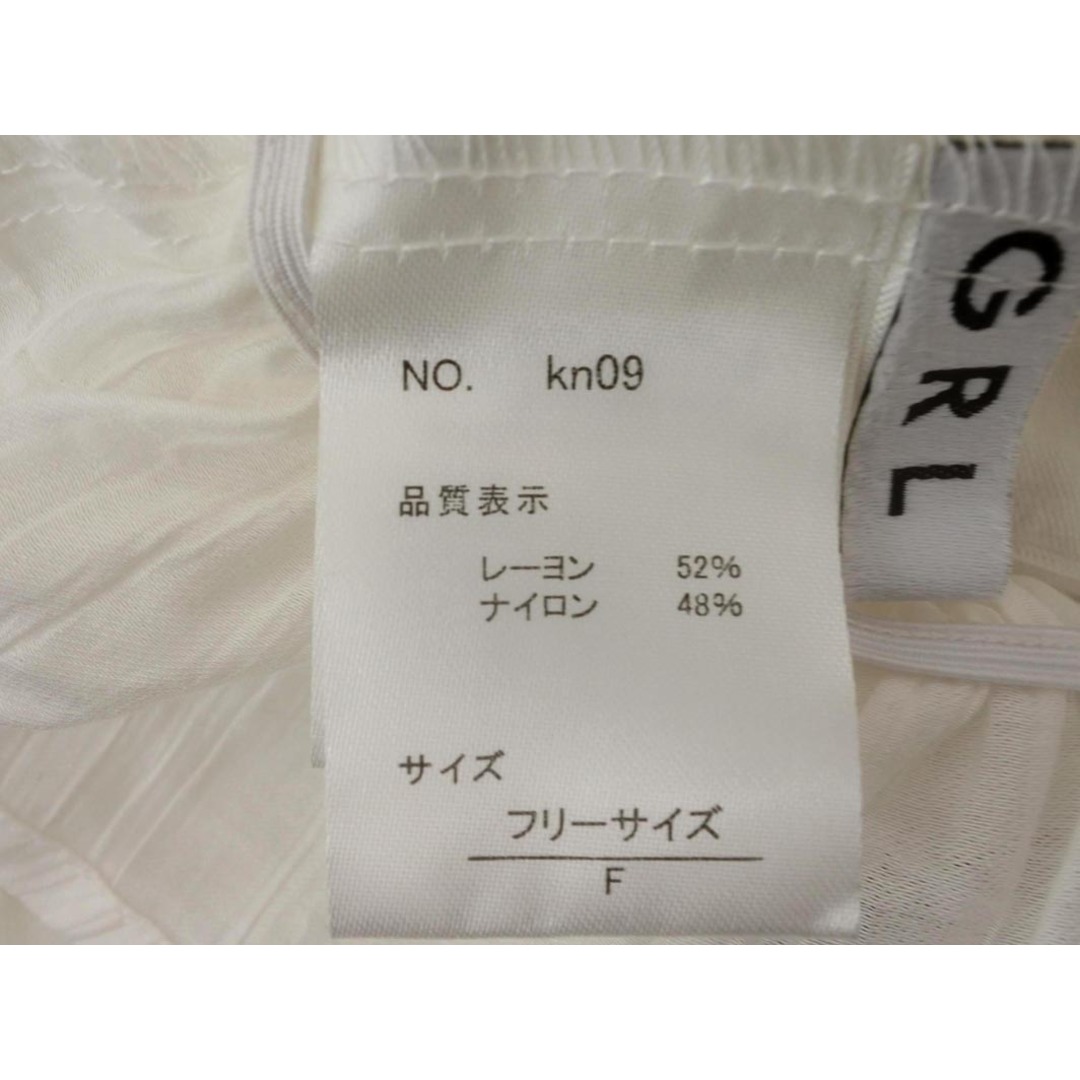 NO. kn09
品質表示
レーヨン 52%
ナイロン 48%
サイズ
フリーサイズ
F
GRL